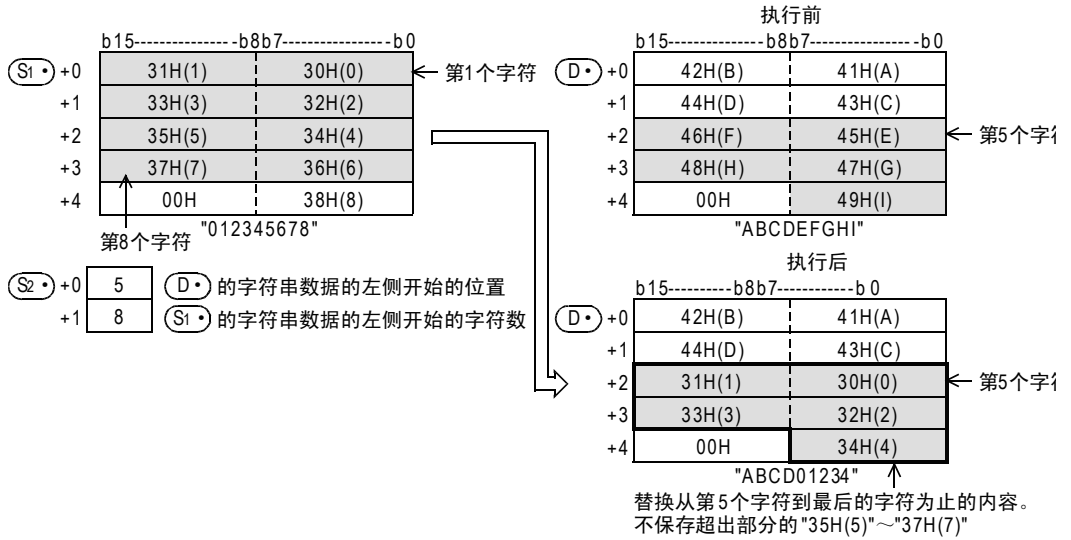 b15--------------- -b8b7-----------------b0
S1• +0 31H(1) 30H(0) 第1个字符
+1 33H(3) 32H(2)
+2 35H(5) 34H(4)
+3 37H(7) 36H(6)
+4 00H 38H(8)
"012345678"
第8个字符
S2• +0 5 D• 的字符串数据的左侧开始的位置
+1 8 S1• 的字符串数据的左侧开始的字符数
执行前
b15--------------b8b7-----------------b0
D• +0 42H(B) 41H(A)
+1 44H(D) 43H(C)
+2 46H(F) 45H(E) 第5个字
+3 48H(H) 47H(G)
+4 00H 49H(I)
"ABCDEFGHI"
执行后
b15----------b8b7------------b0
D• +0 42H(B) 41H(A)
+1 44H(D) 43H(C)
+2 31H(1) 30H(0) 第5个字
+3 33H(3) 32H(2)
+4 00H 34H(4)
"ABCD01234"
替换从第5个字符到最后的字符为止的内容。
不保存超出部分的"35H(5)"～"37H(7)"